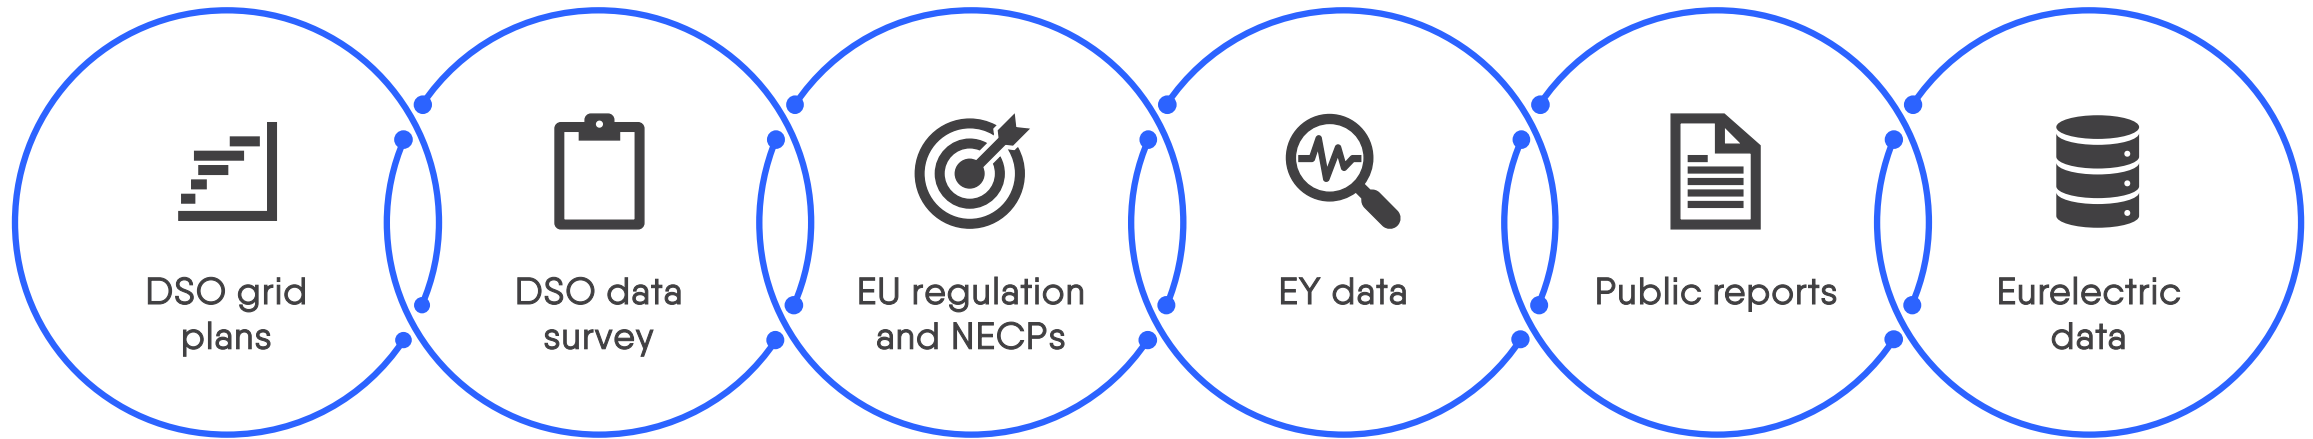 DSO grid
plans
DSO data
survey
EU regulation
and NECPs
EY data
Public reports
Eurelectric
data